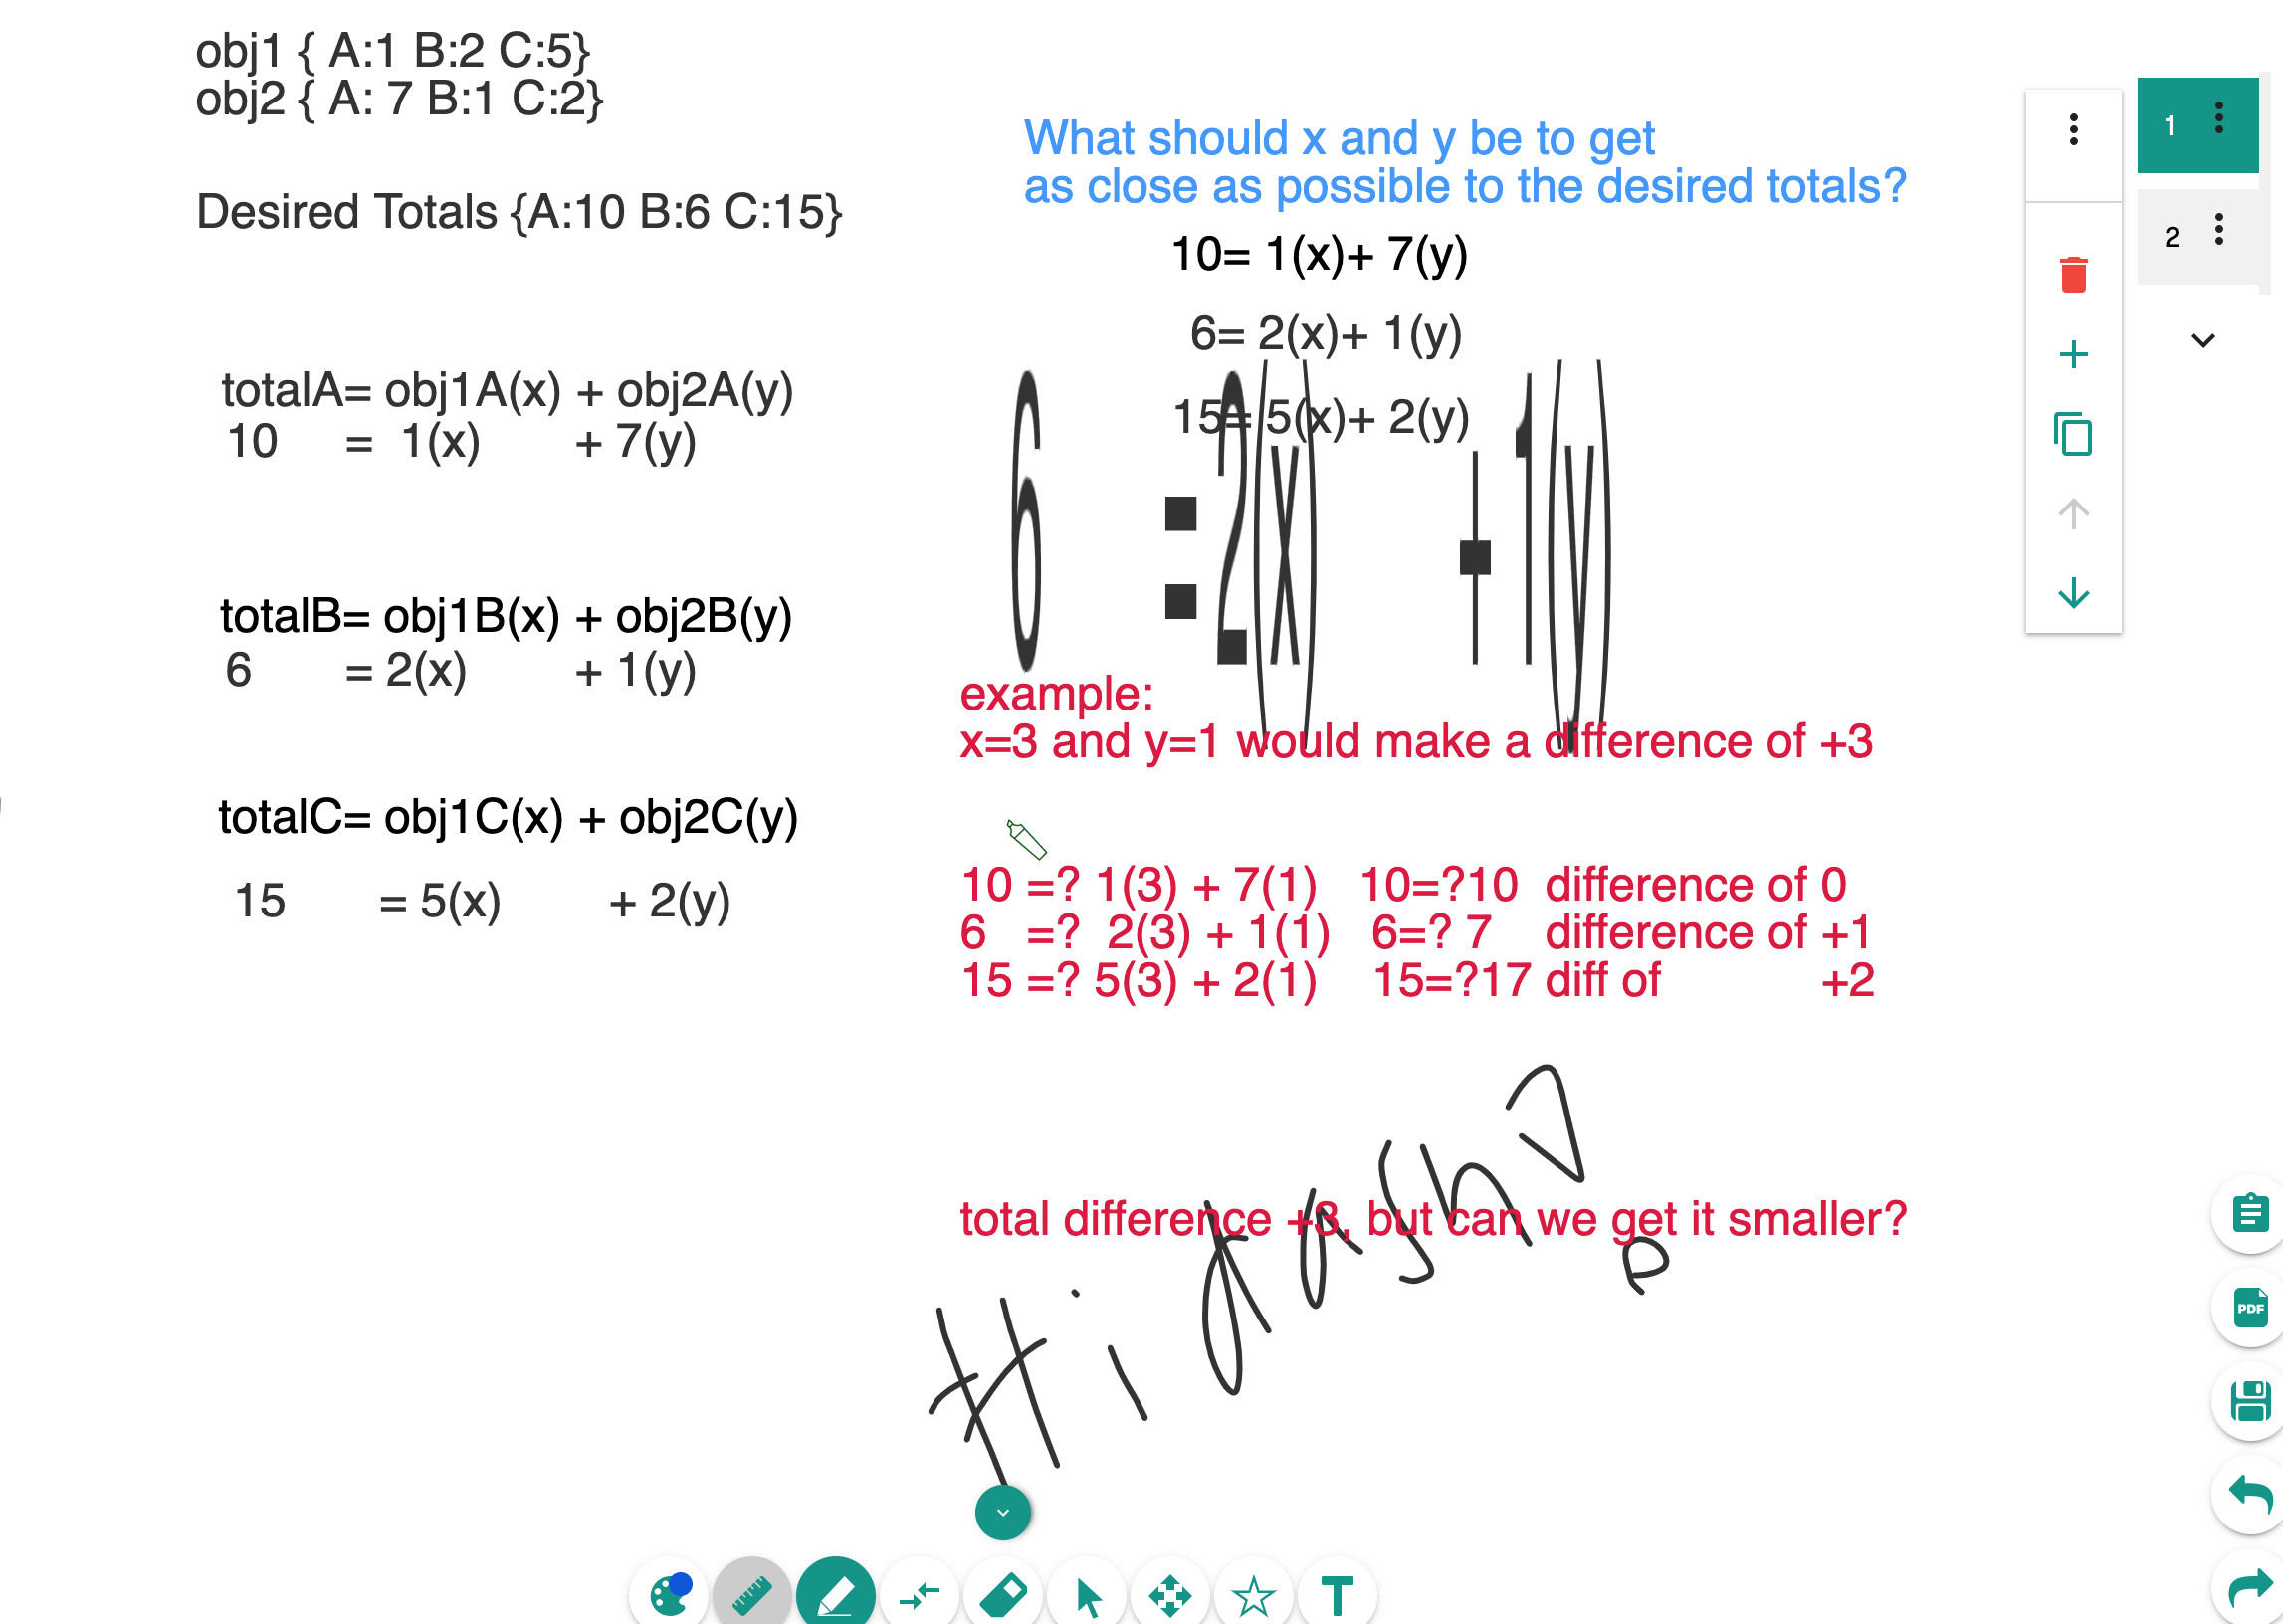 obj1 { A:1 B:2 C:5}
obj2 { A: 7 B:1 C:2}
Desired Totals {A:10 B:6 C:15}
totalA= obj1A(x) + obj2A(y)
10 = 1(x) + 7(y)
totalB= obj1B(x) + obj2B(y)
6 = 2(x) + 1(y)
totalC= obj1C(x) + obj2C(y)
15 = 5(x) + 2(y)
What should x and y be to get
as close as possible to the desired totals?
10= 1(x)+ 7(y)
6= 2(x)+ 1(y)
15= 5(x)+ 2(y)
6 =2(x) +1(y)
example:
x=3 and y=1 would make a difference of +3
10 =? 1(3) + 7(1) 10=?10 difference of 0
6 =? 2(3) + 1(1) 6=? 7 difference of +1
15 =? 5(3) + 2(1) 15=?17 diff of +2
total difference +3, but can we get it smaller?
Hi
1
2
PDF
T